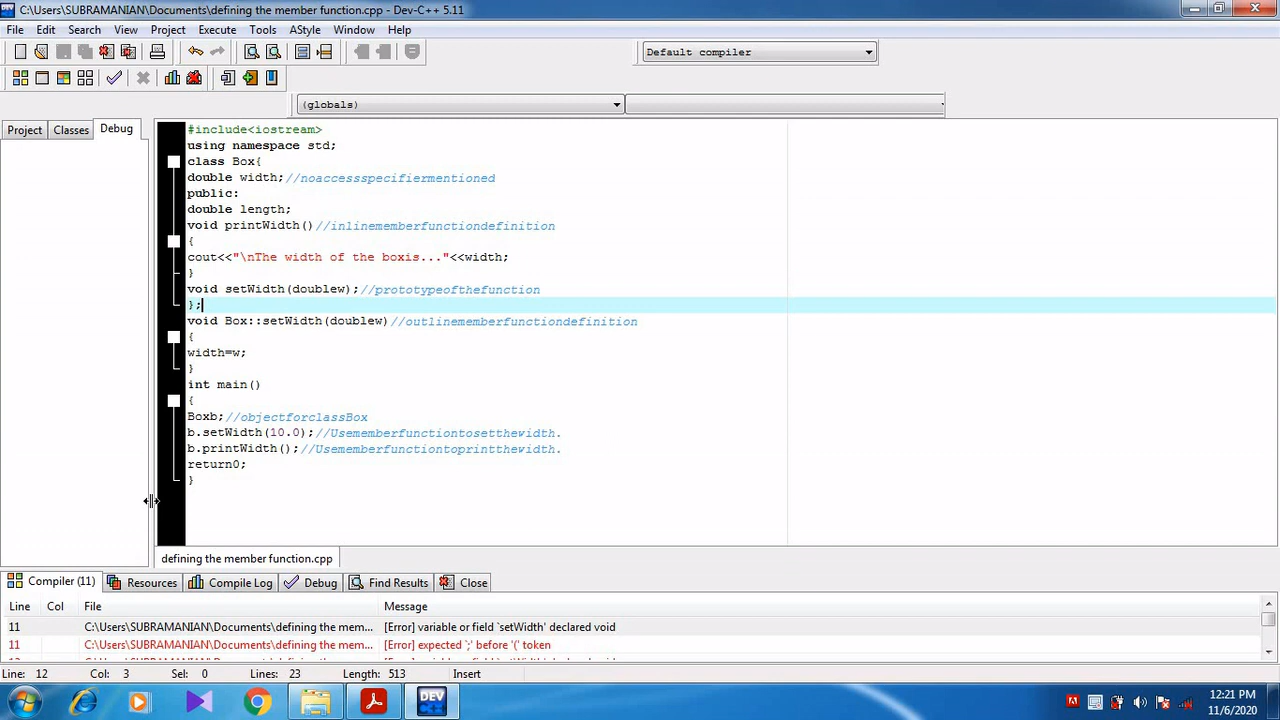 C:\Users\SUBRAMANIAN\Documents\defining the member function.cpp - Dev-C++ 5.11
File Edit Search View Project Execute Tools AStyle Window Help
Default compiler
(globals)
Project Classes Debug
#include<iostream>
using namespace std;
class Box{
double width;//noaccessspecifiermentioned
public:
double length;
void printWidth()//inlinememberfunctiondefinition
{
cout<<"\nThe width of the boxis..."<<width;
}
void setWidth(doublew);//prototypeofthefunction
};
void Box::setWidth(doublew)//outlinememberfunctiondefinition
{
width=w;
}
int main()
{
Boxb;//objectforclassBox
b.setWidth(10.0);//Usememberfunctiontosetthewidth.
b.printWidth();//Usememberfunctiontoprintthewidth.
return0;
}
defining the member function.cpp
Compiler (11) Resources Compile Log Debug Find Results Close
Line Col File Message
11 C:\Users\SUBRAMANIAN\Documents\defining the mem... [Error] variable or field `setWidth' declared void
11 C:\Users\SUBRAMANIAN\Documents\defining the mem... [Error] expected `;' before '(' token
Line: 12 Col: 3 Sel: 0 Lines: 23 Length: 513 Insert
DEV
12:21 PM
11/6/2020